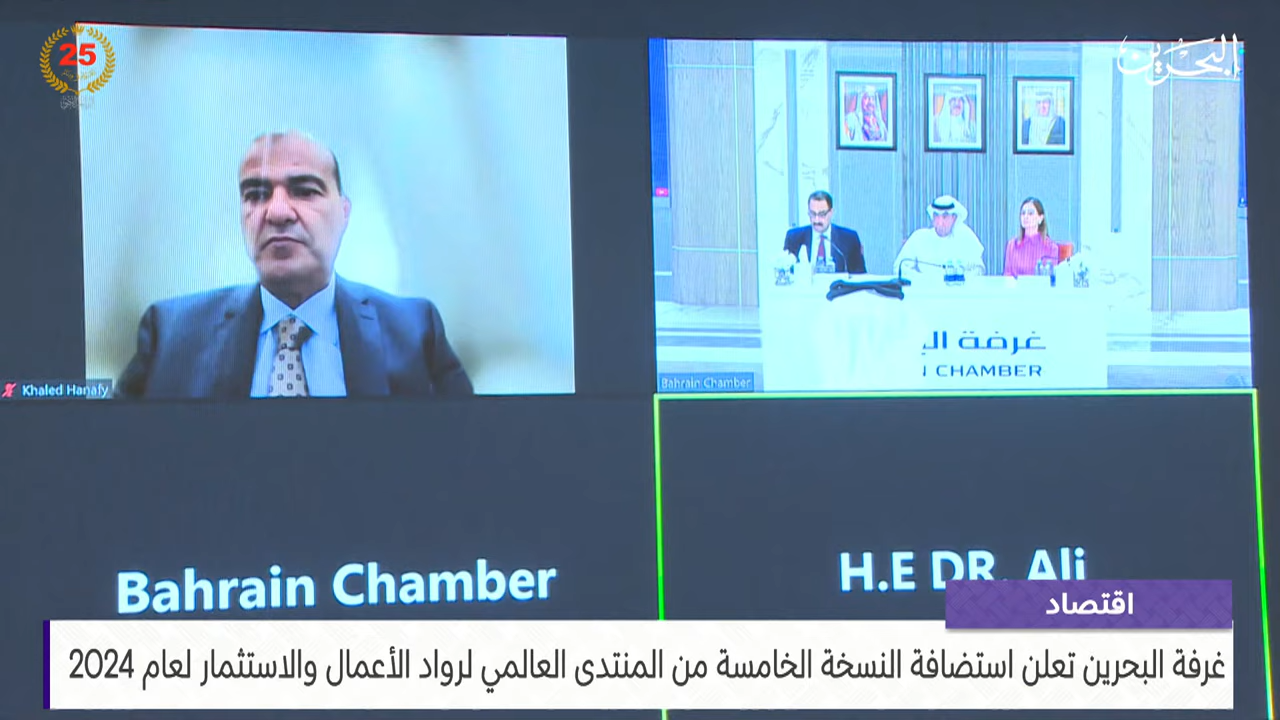 25
البحرين
Khaled Hanafy
Bahrain Chamber
غرفة الب
N CHAMBER
Bahrain Chamber
H.E DR. Ali
اقتصاد
غرفة البحرين تعلن استضافة النسخة الخامسة من المنتدى العالمي لرواد الأعمال والاستثمار لعام 2024